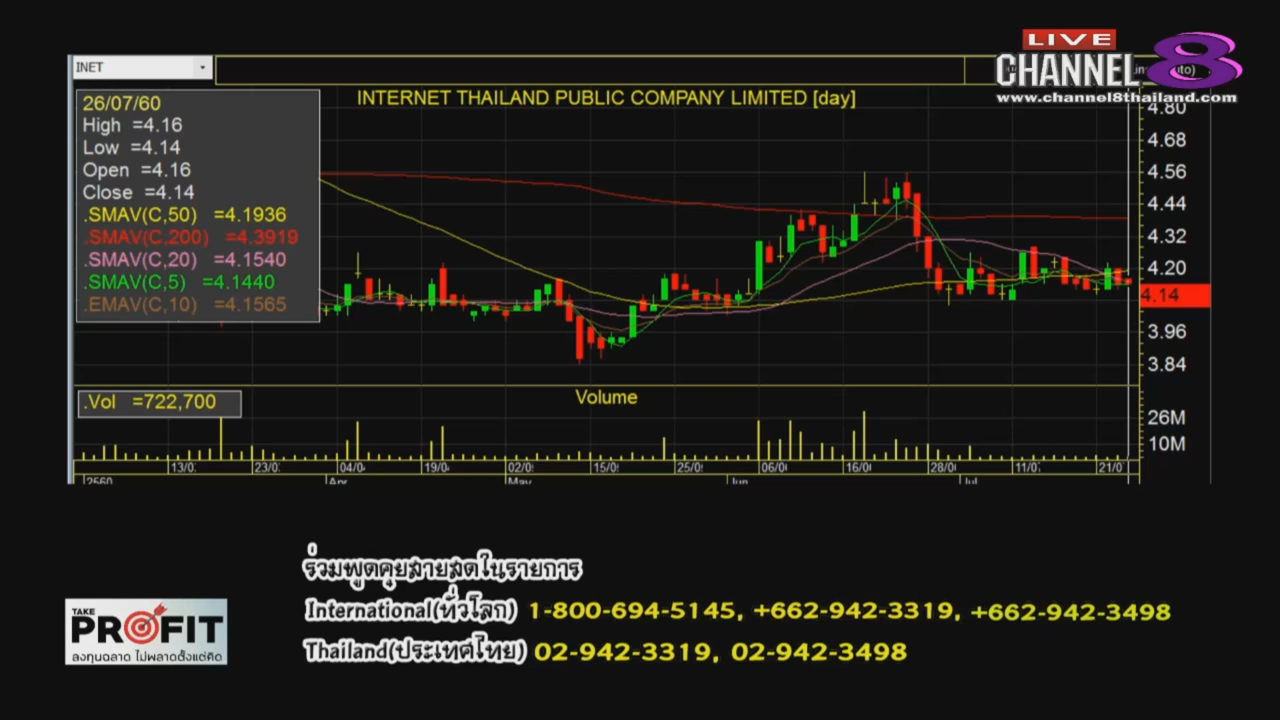 LIVE
CHANNEL 8
www.channel8thailand.com
INET
INTERNET THAILAND PUBLIC COMPANY LIMITED [day]
26/07/60
High =4.16
Low =4.14
Open =4.16
Close =4.14
.SMAV(C,50) =4.1936
.SMAV(C,200) =4.3919
.SMAV(C,20) =4.1540
.SMAV(C,5) =4.1440
.EMAV(C,10) =4.1565
4.80
4.68
4.56
4.44
4.32
4.20
4.14
3.96
3.84
.Vol =722,700
Volume
26M
10M
13/0 23/0 04/0 19/0 02/0 15/0 25/0 06/0 16/0 28/0 11/0 21/0
2560 Apr May Jun Jul
ร่วมพูดคุยสายสดในรายการ
International(ทั่วโลก) 1-800-694-5145, +662-942-3319, +662-942-3498
Thailand(ประเทศไทย) 02-942-3319, 02-942-3498
TAKE
PROFIT
ลงทุนฉลาด ไม่พลาดตั้งแต่คิด